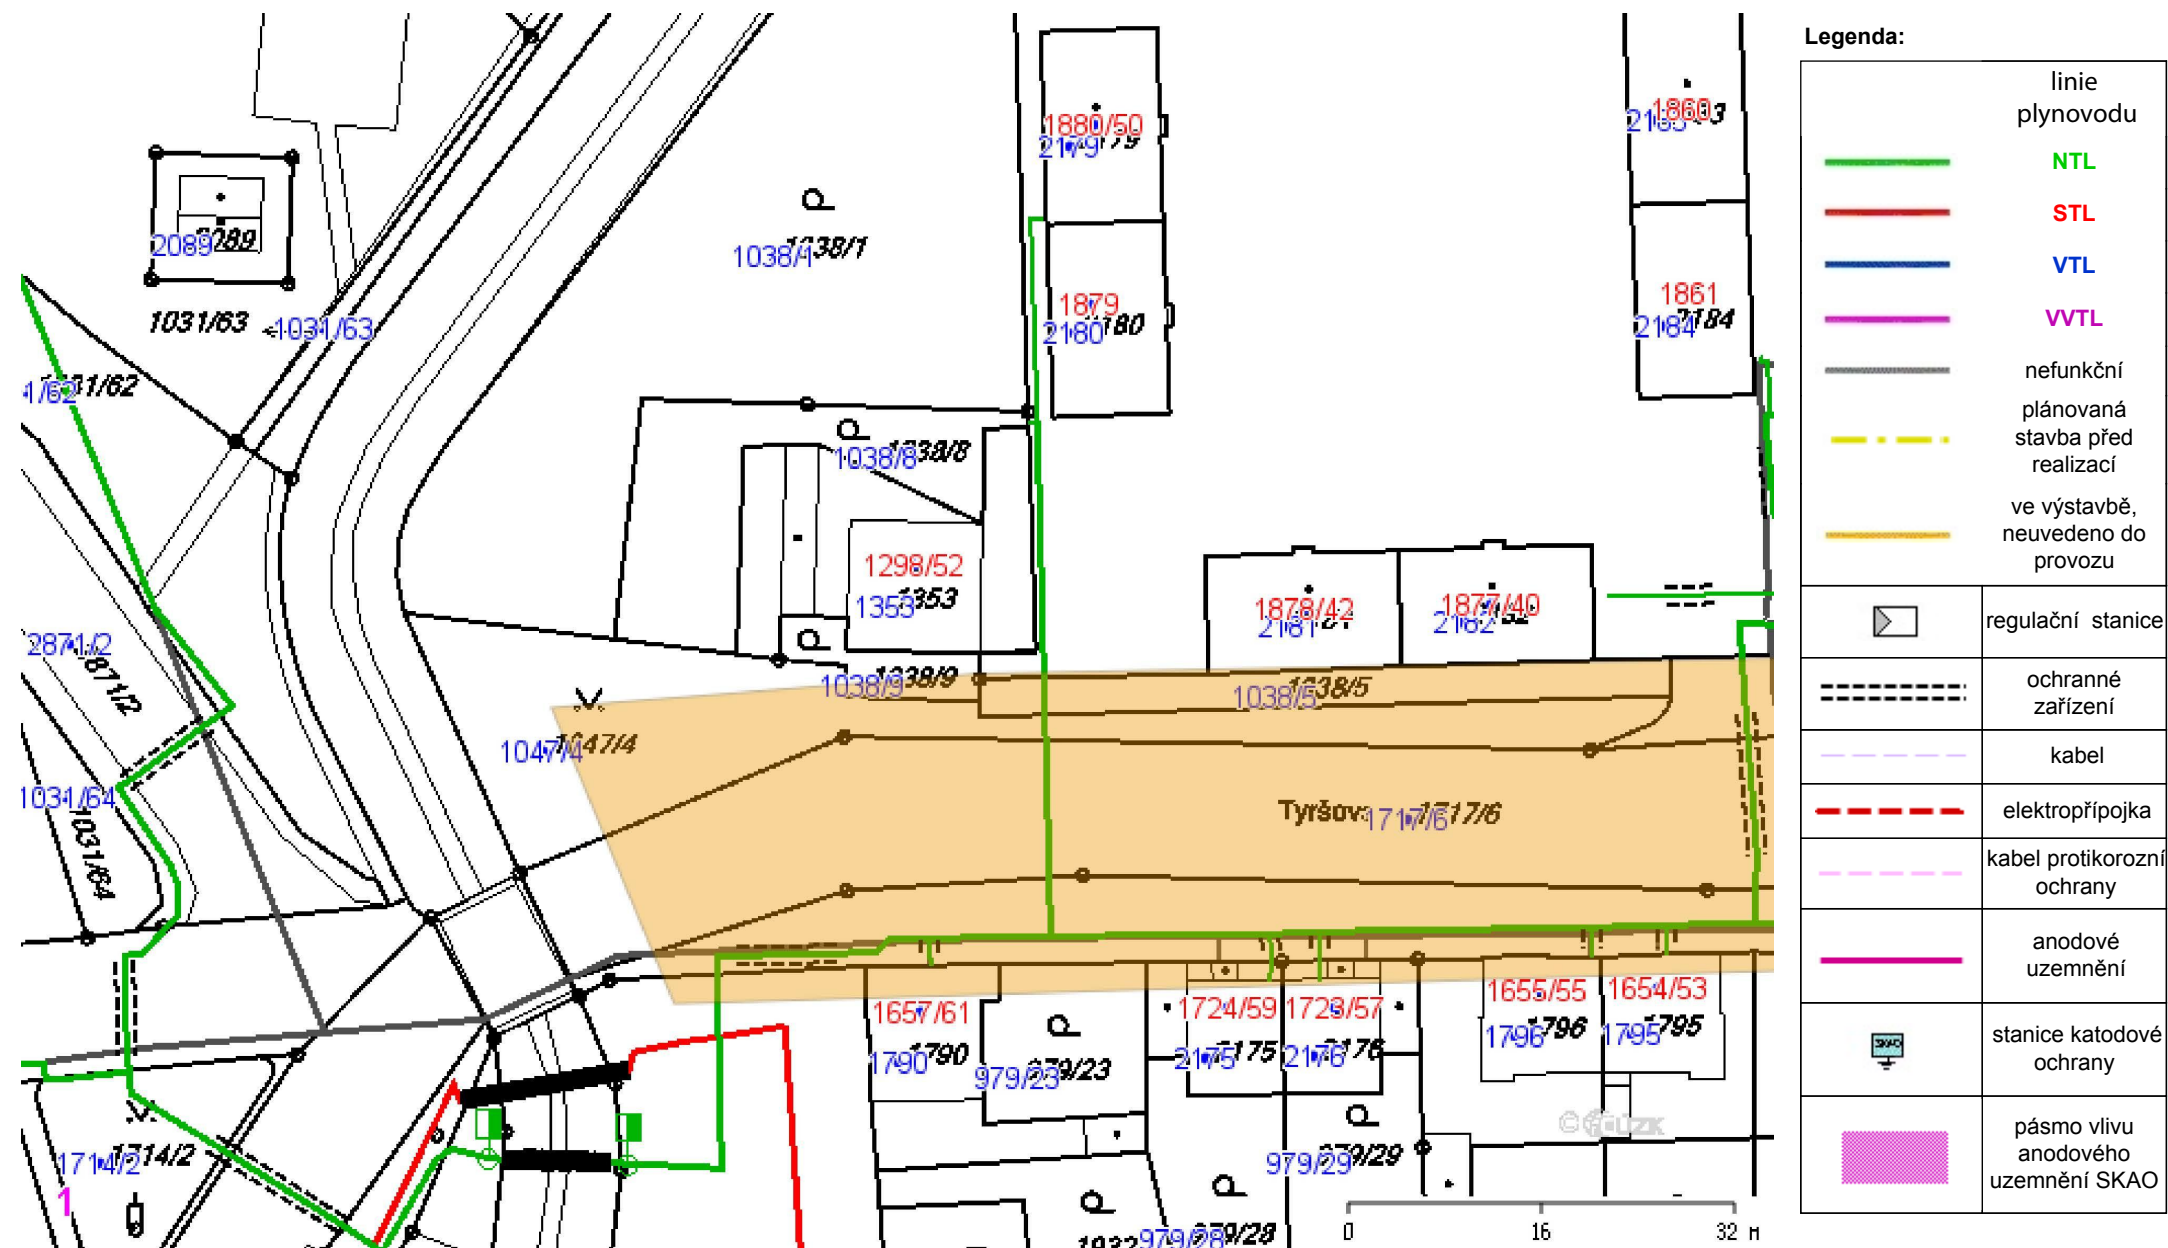 Legenda:
linie
plynovodu
NTL
STL
VTL
VVTL
nefunkční
plánovaná
stavba před
realizací
ve výstavbě,
neuvedeno do
provozu
regulační stanice
ochranné
zařízení
kabel
elektropřípojka
kabel protikorozní
ochrany
anodové
uzemnění
SKAO
stanice katodové
ochrany
pásmo vlivu
anodového
uzemnění SKAO
1880/50
2179
1860
2089
1038/1
1031/63
1031/63
1879
2180
1861
2184
1038/8
1298/52
1353
1878/42
2181
1877/40
2182
2871/2
1038/9
1038/5
1047/4
1031/64
1031/64
1717/6
1657/61
1790
979/23
1724/59
1723/57
2175
2176
1655/55
1654/53
1796
1795
1714/2
1
979/29
979/28
0
16
32 M